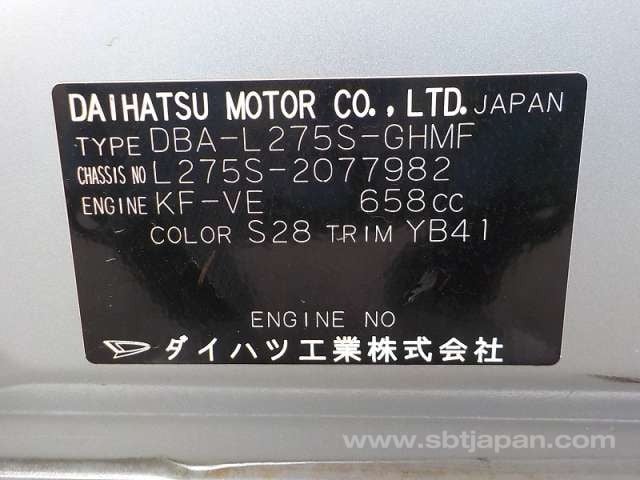 DAIHATSU MOTOR CO., LTD. JAPAN
TYPE DBA-L275S-GHMF
CHASSIS NO L275S-2077982
ENGINE KF-VE 658cc
COLOR S28 TRIM YB41
ENGINE NO
ダイハツ工業株式会社
www.sbtjapan.com